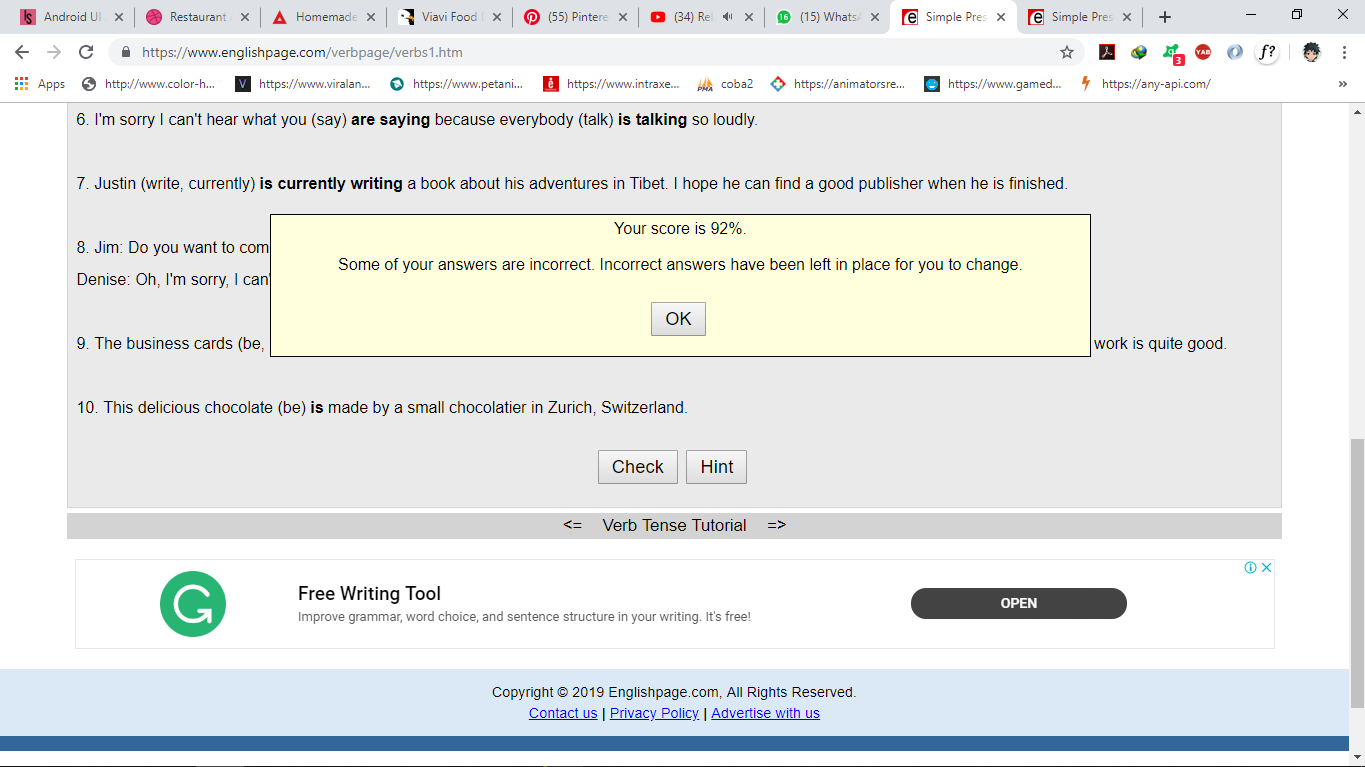 Android UI
Restaurant
Homemade
Viavi Food
(55) Pintere
(34) Rel
(15) WhatsA
Simple Pres
Simple Pres
https://www.englishpage.com/verbpage/verbs1.htm
Apps
http://www.color-h...
https://www.viralan...
https://www.petani...
https://www.intraxe...
coba2
https://animatorsre...
https://www.gamed...
https://any-api.com/
6. I'm sorry I can't hear what you (say) are saying because everybody (talk) is talking so loudly.
7. Justin (write, currently) is currently writing a book about his adventures in Tibet. I hope he can find a good publisher when he is finished.
8. Jim: Do you want to com
Denise: Oh, I'm sorry, I can'
9. The business cards (be, work is quite good.
Your score is 92%.
Some of your answers are incorrect. Incorrect answers have been left in place for you to change.
OK
10. This delicious chocolate (be) is made by a small chocolatier in Zurich, Switzerland.
Check Hint
<= Verb Tense Tutorial =>
Free Writing Tool
Improve grammar, word choice, and sentence structure in your writing. It's free!
OPEN
Copyright © 2019 Englishpage.com, All Rights Reserved.
Contact us | Privacy Policy | Advertise with us